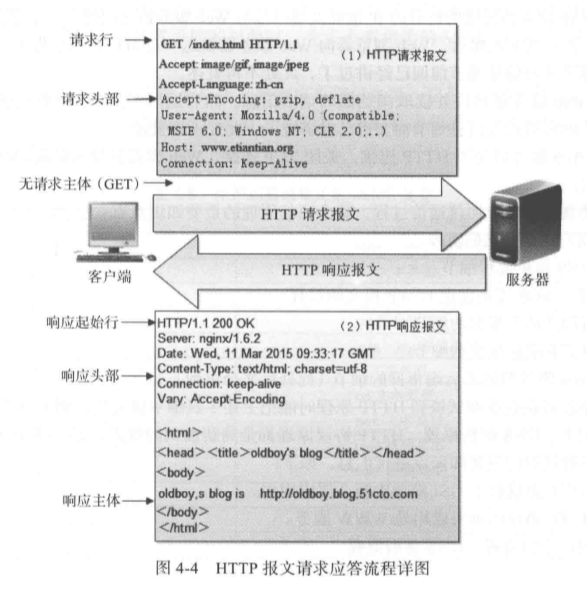 请求行
GET /index.html HTTP/1.1
(1) HTTP请求报文
Accept: image/gif, image/jpeg
Accept-Language: zh-cn
请求头部
Accept-Encoding: gzip, deflate
User-Agent: Mozilla/4.0 (compatible;
MSIE 6.0; Windows NT; CLR 2.0;..)
Host: www.etiantian.org
Connection: Keep-Alive
无请求主体(GET)
HTTP 请求报文
HTTP 响应报文
客户端
服务器
响应起始行
HTTP/1.1 200 OK
(2) HTTP响应报文
Server: nginx/1.6.2
Date: Wed, 11 Mar 2015 09:33:17 GMT
响应头部
Content-Type: text/html; charset=utf-8
Connection: keep-alive
Vary: Accept-Encoding
<html>
<head><title>oldboy's blog</title></head>
<body>
响应主体
oldboy,s blog is http://oldboy.blog.51cto.com
</body>
</html>
图 4-4 HTTP 报文请求应答流程详图